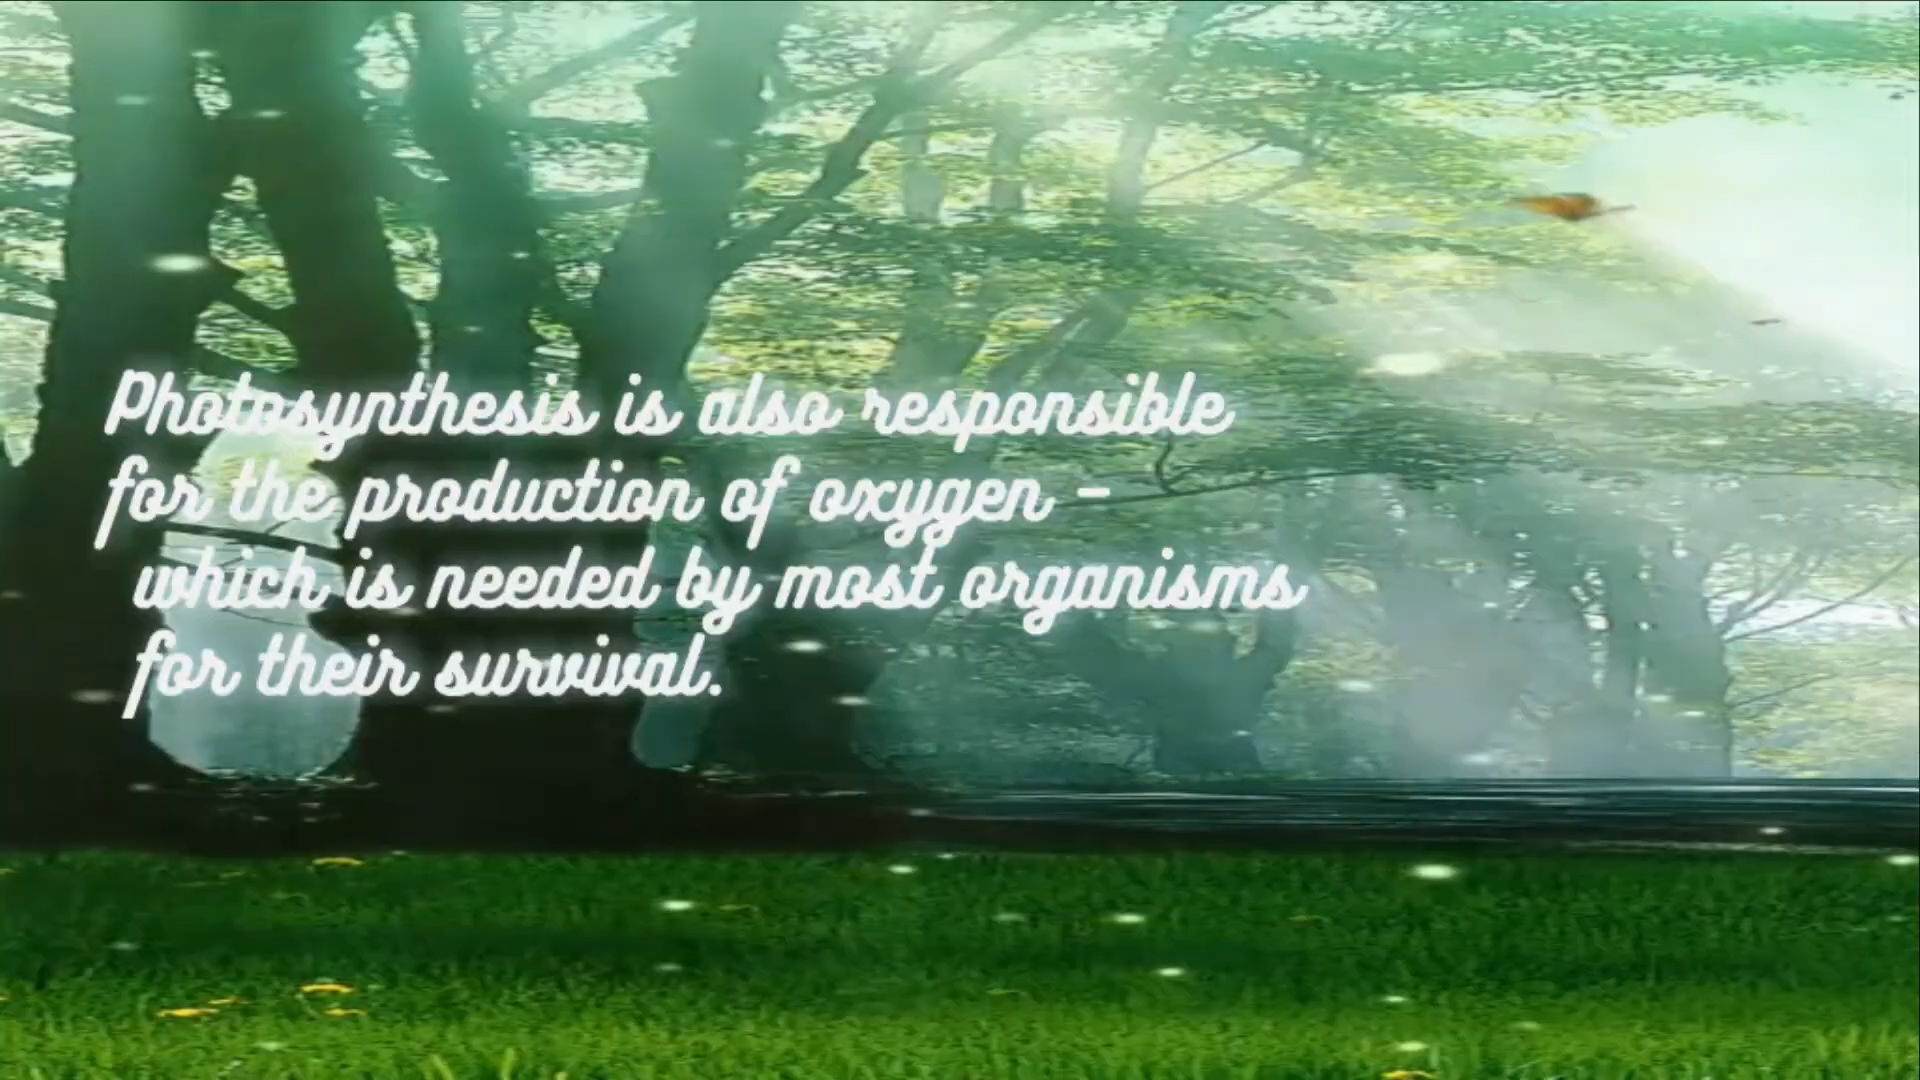 Photosynthesis is also responsible
for the production of oxygen -
which is needed by most organisms
for their survival.